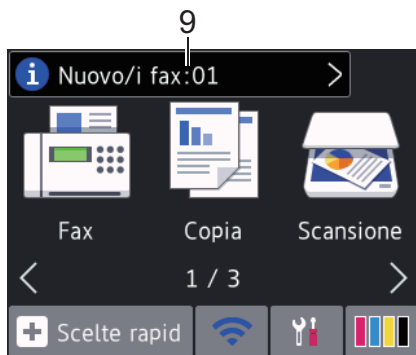 9
Nuovo/i fax:01
Fax Copia Scansione
1 / 3
Scelte rapid